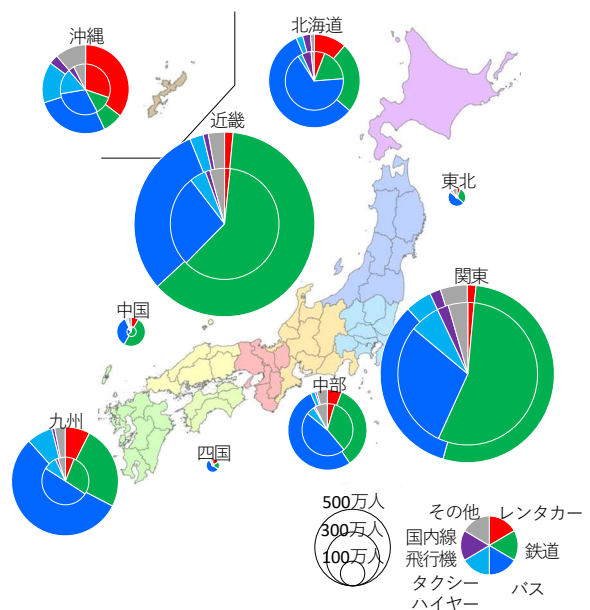 沖縄
北海道
近畿
東北
関東
中国
中部
九州
四国
500万人
300万人
100万人
その他
レンタカー
国内線
飛行機
鉄道
タクシー
ハイヤー
バス